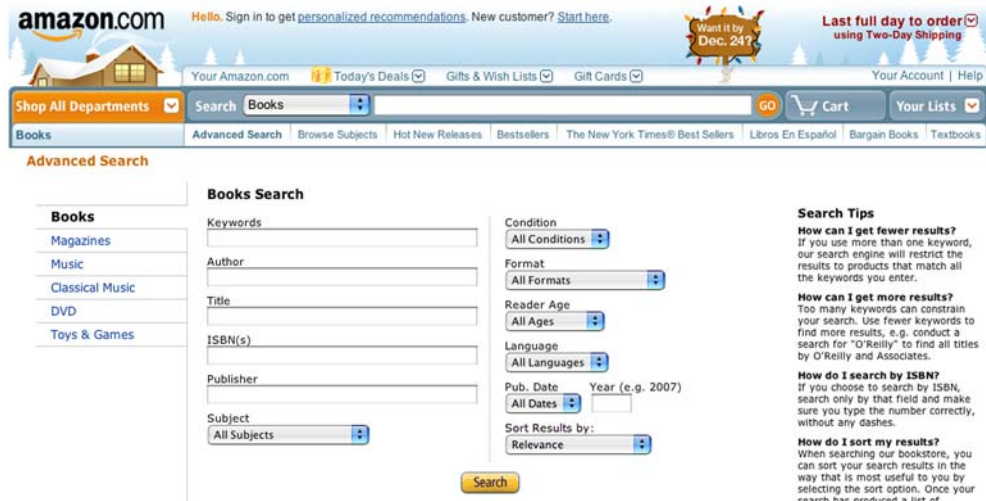 amazon.com
Hello. Sign in to get personalized recommendations. New customer? Start here.
Want it by
Dec. 24?
Last full day to order
using Two-Day Shipping
Your Amazon.com
Today's Deals
Gifts & Wish Lists
Gift Cards
Your Account | Help
Shop All Departments
Search
Books
GO
Cart
Your Lists
Books
Advanced Search
Browse Subjects
Hot New Releases
Bestsellers
The New York Times® Best Sellers
Libros En Español
Bargain Books
Textbooks
Advanced Search
Books
Magazines
Music
Classical Music
DVD
Toys & Games
Books Search
Keywords
Author
Title
ISBN(s)
Publisher
Subject
All Subjects
Condition
All Conditions
Format
All Formats
Reader Age
All Ages
Language
All Languages
Pub. Date
Year (e.g. 2007)
All Dates
Sort Results by:
Relevance
Search
Search Tips
How can I get fewer results?
If you use more than one keyword,
our search engine will restrict the
results to products that match all
the keywords you enter.
How can I get more results?
Too many keywords can constrain
your search. Use fewer keywords to
find more results, e.g. conduct a
search for "O'Reilly" to find all titles
by O'Reilly and Associates.
How do I search by ISBN?
If you choose to search by ISBN,
search only by that field and make
sure you type the number correctly,
without any dashes.
How do I sort my results?
When searching our bookstore, you
can sort your search results in the
way that is most useful to you by
selecting the sort option. Once your
search has produced a list of